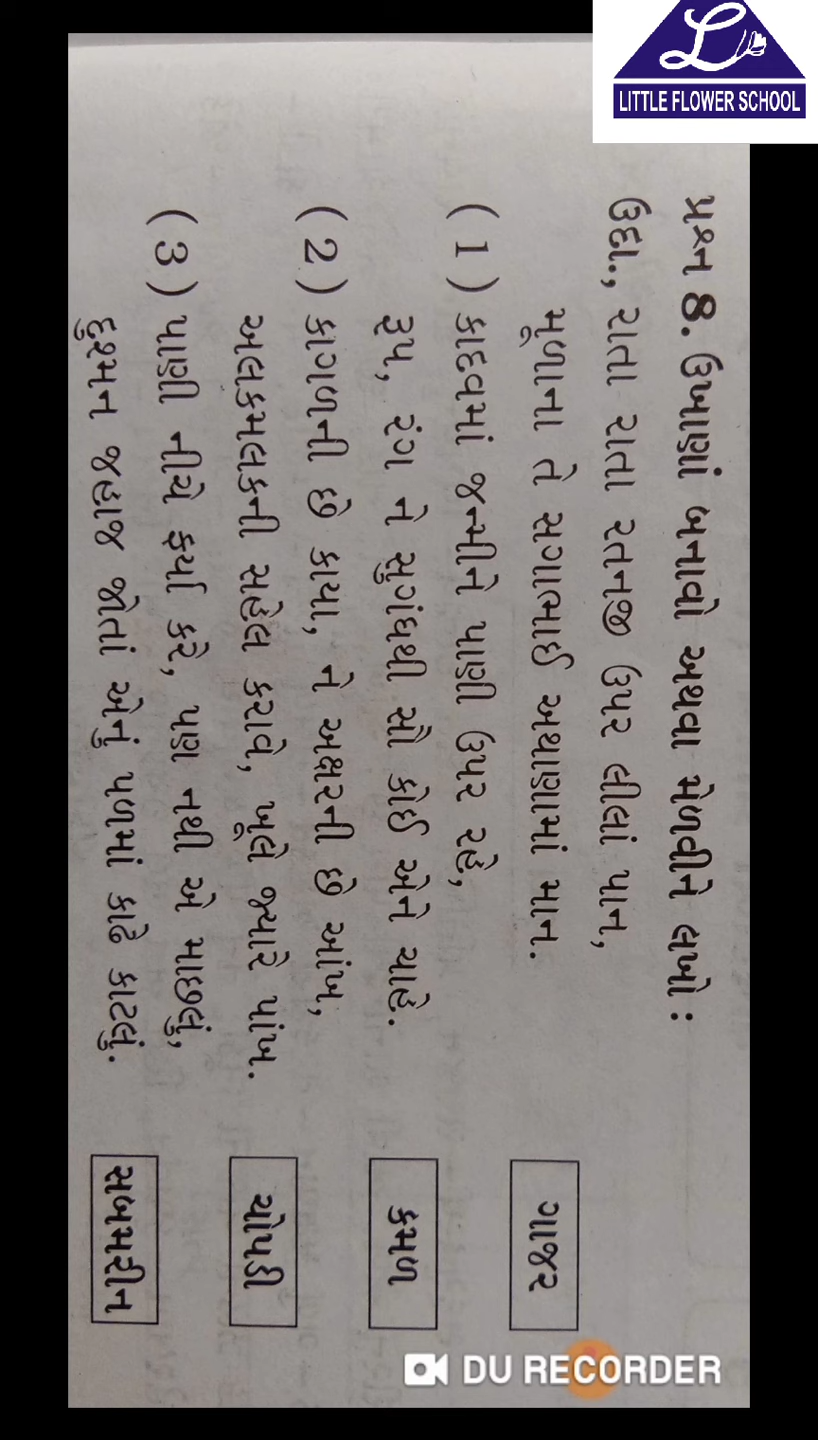 LITTLE FLOWER SCHOOL
પ્રશ્ન 8. ઉખાણાં બનાવો અથવા મેળવીને લખો :
ઉદા., રાતા રાતા રતનજી ઉપર લીલાં પાન,
મૂળાના તે સગાભાઈ અથાણામાં માન. ગાજર
(1) કાદવમાં જન્મીને પાણી ઉપર રહે,
રૂપ, રંગ ને સુગંધથી સૌ કોઈ એને ચાહે. કમળ
(2) કાગળની છે કાયા, ને અક્ષરની છે આંખ,
અલકમલકની સહેલ કરાવે, ખૂલે જ્યારે પાંખ. ચોપડી
(3) પાણી નીચે ફર્યા કરે, પણ નથી એ માછલું,
દુશ્મન જહાજ જોતાં એનું પળમાં કાઢે કાટલું. સબમરીન
DU RECORDER